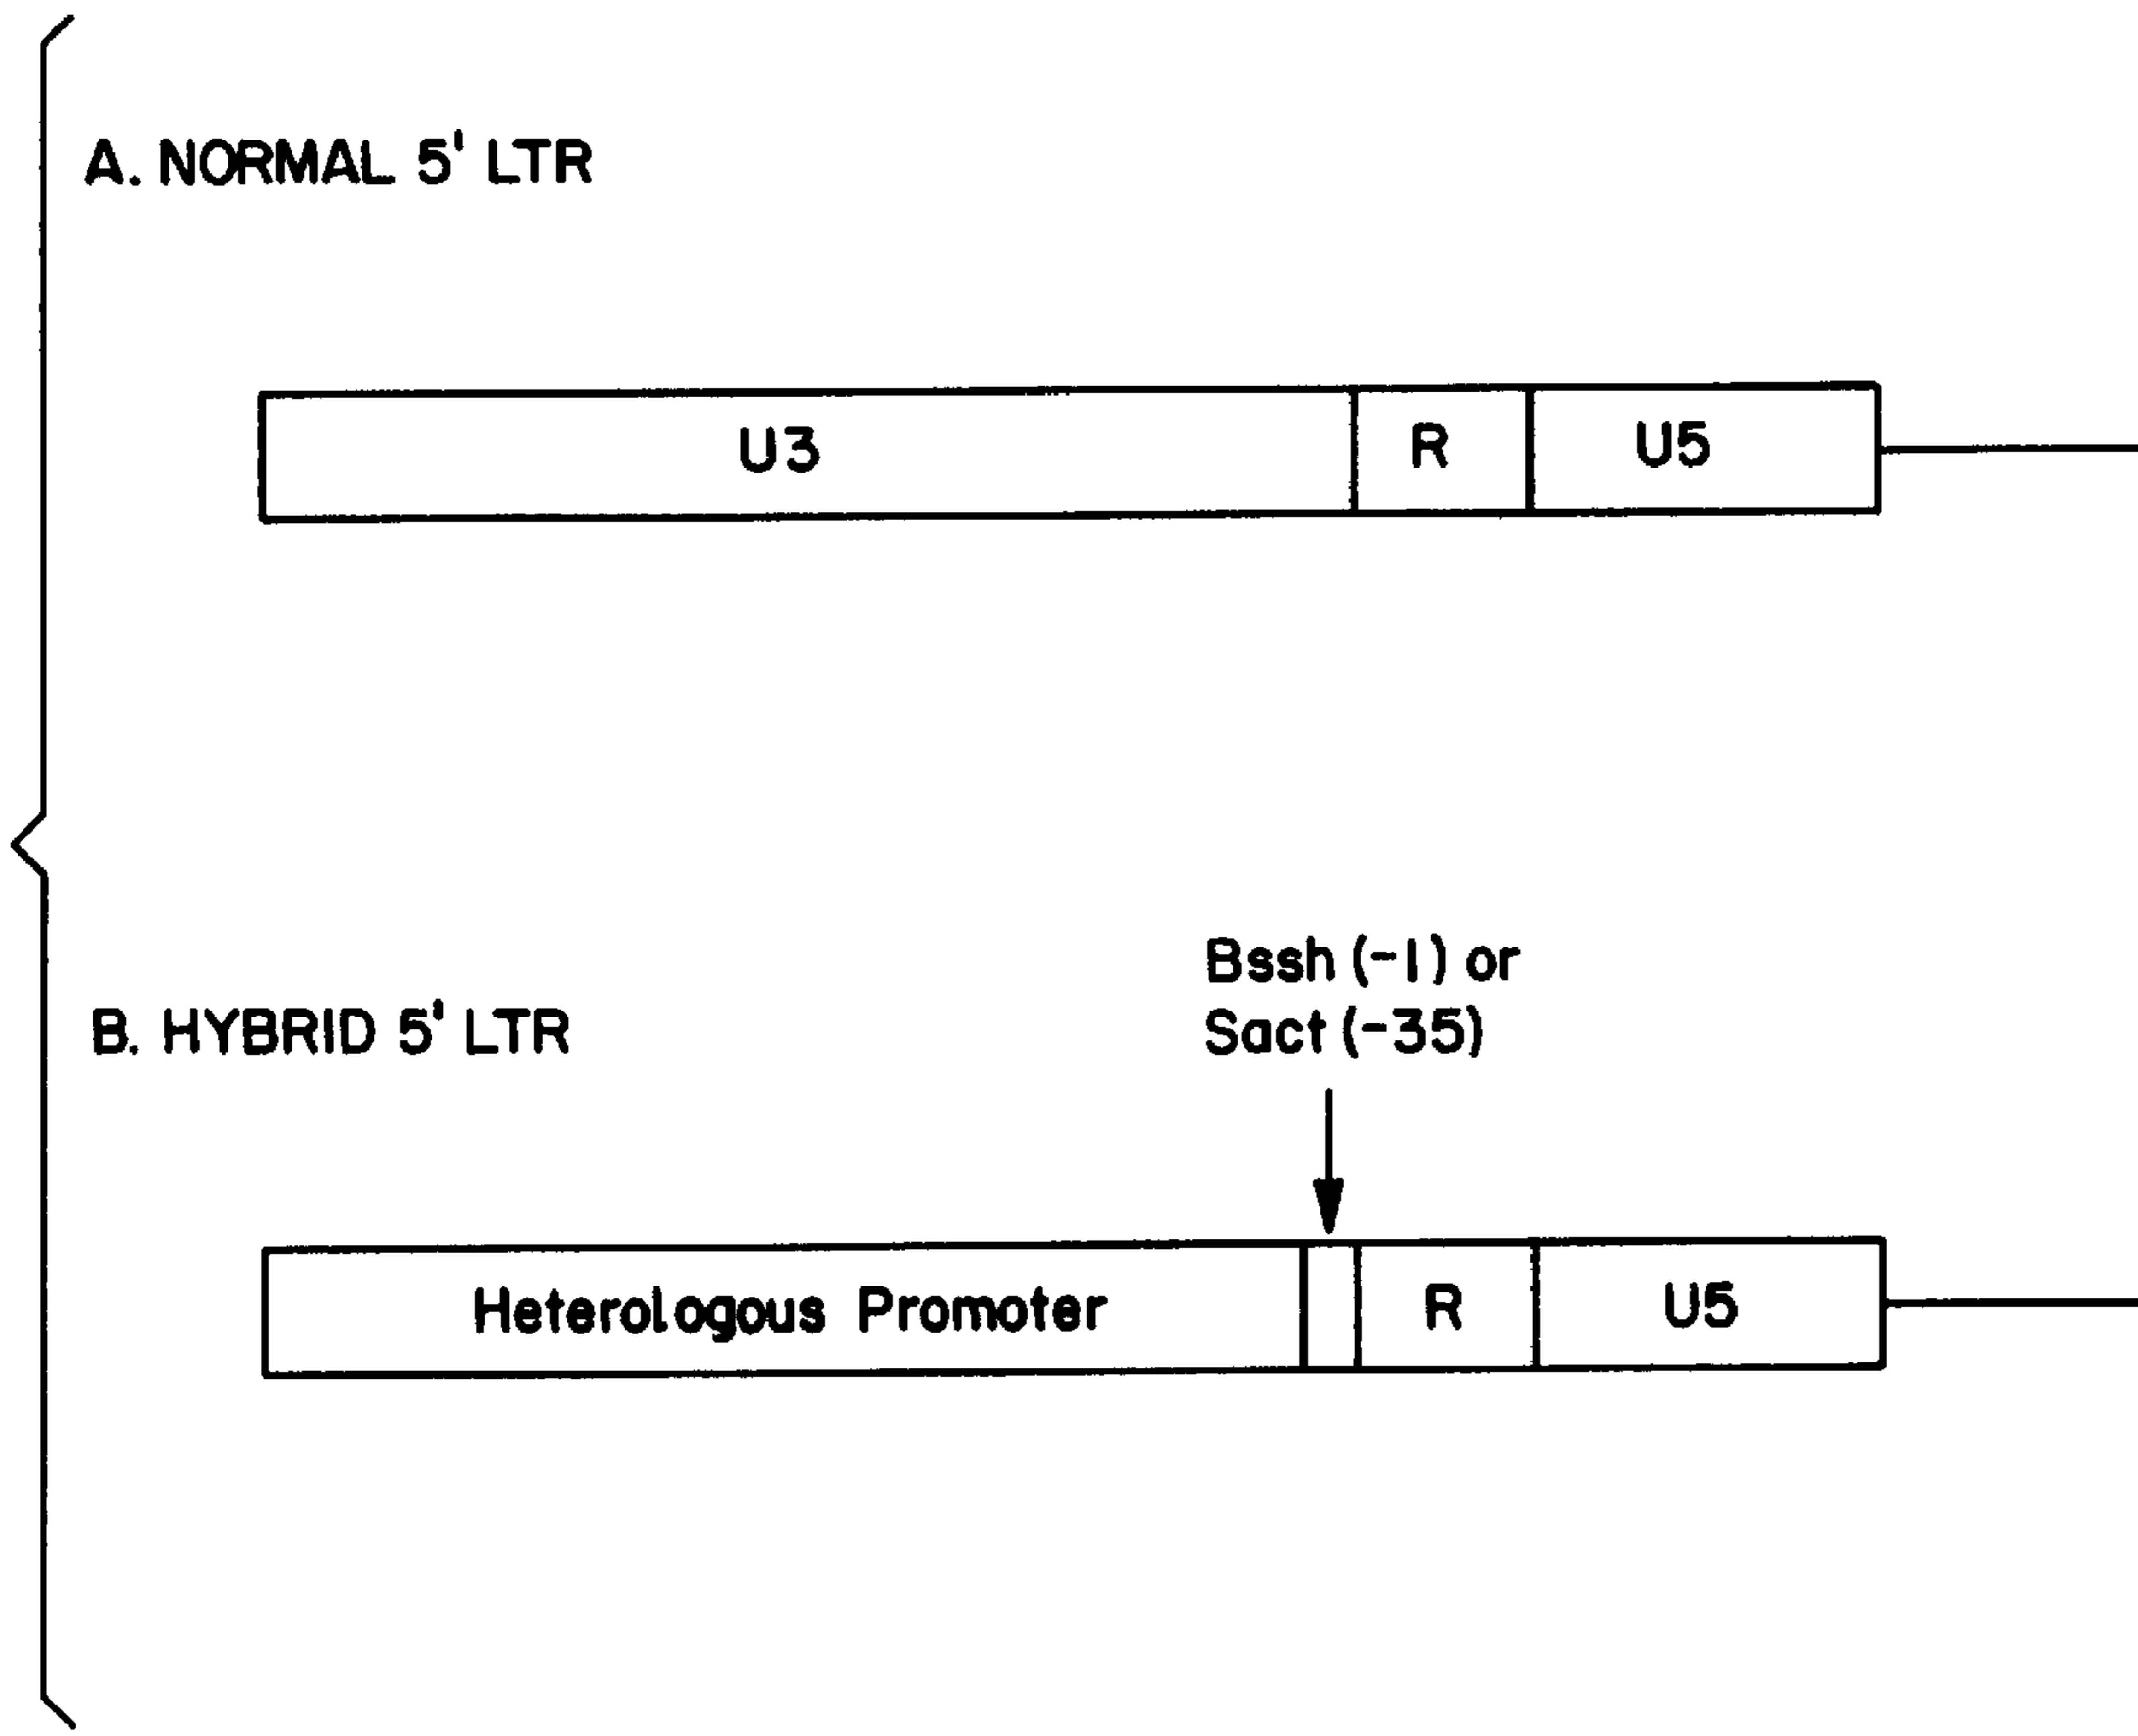 A. NORMAL 5' LTR
U3 R U5
Bssh (-1) or
Sact (-35)
B. HYBRID 5' LTR
Heterologous Promoter R U5